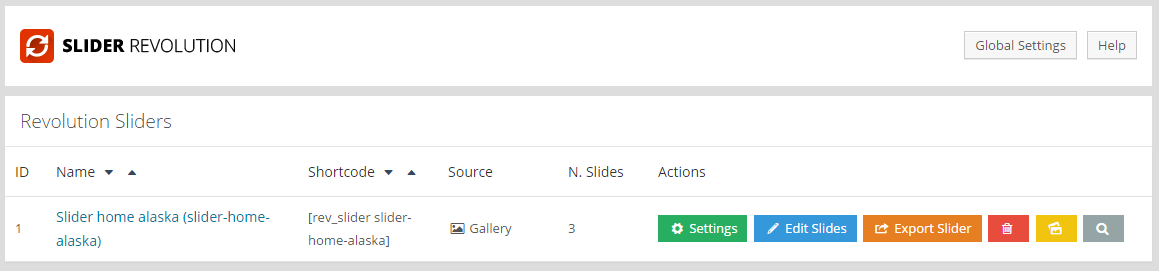 SLIDER REVOLUTION
Global Settings Help
Revolution Sliders
ID Name Shortcode Source N. Slides Actions
1 Slider home alaska (slider-home-
alaska) [rev_slider slider-
home-alaska] Gallery 3 Settings Edit Slides Export Slider